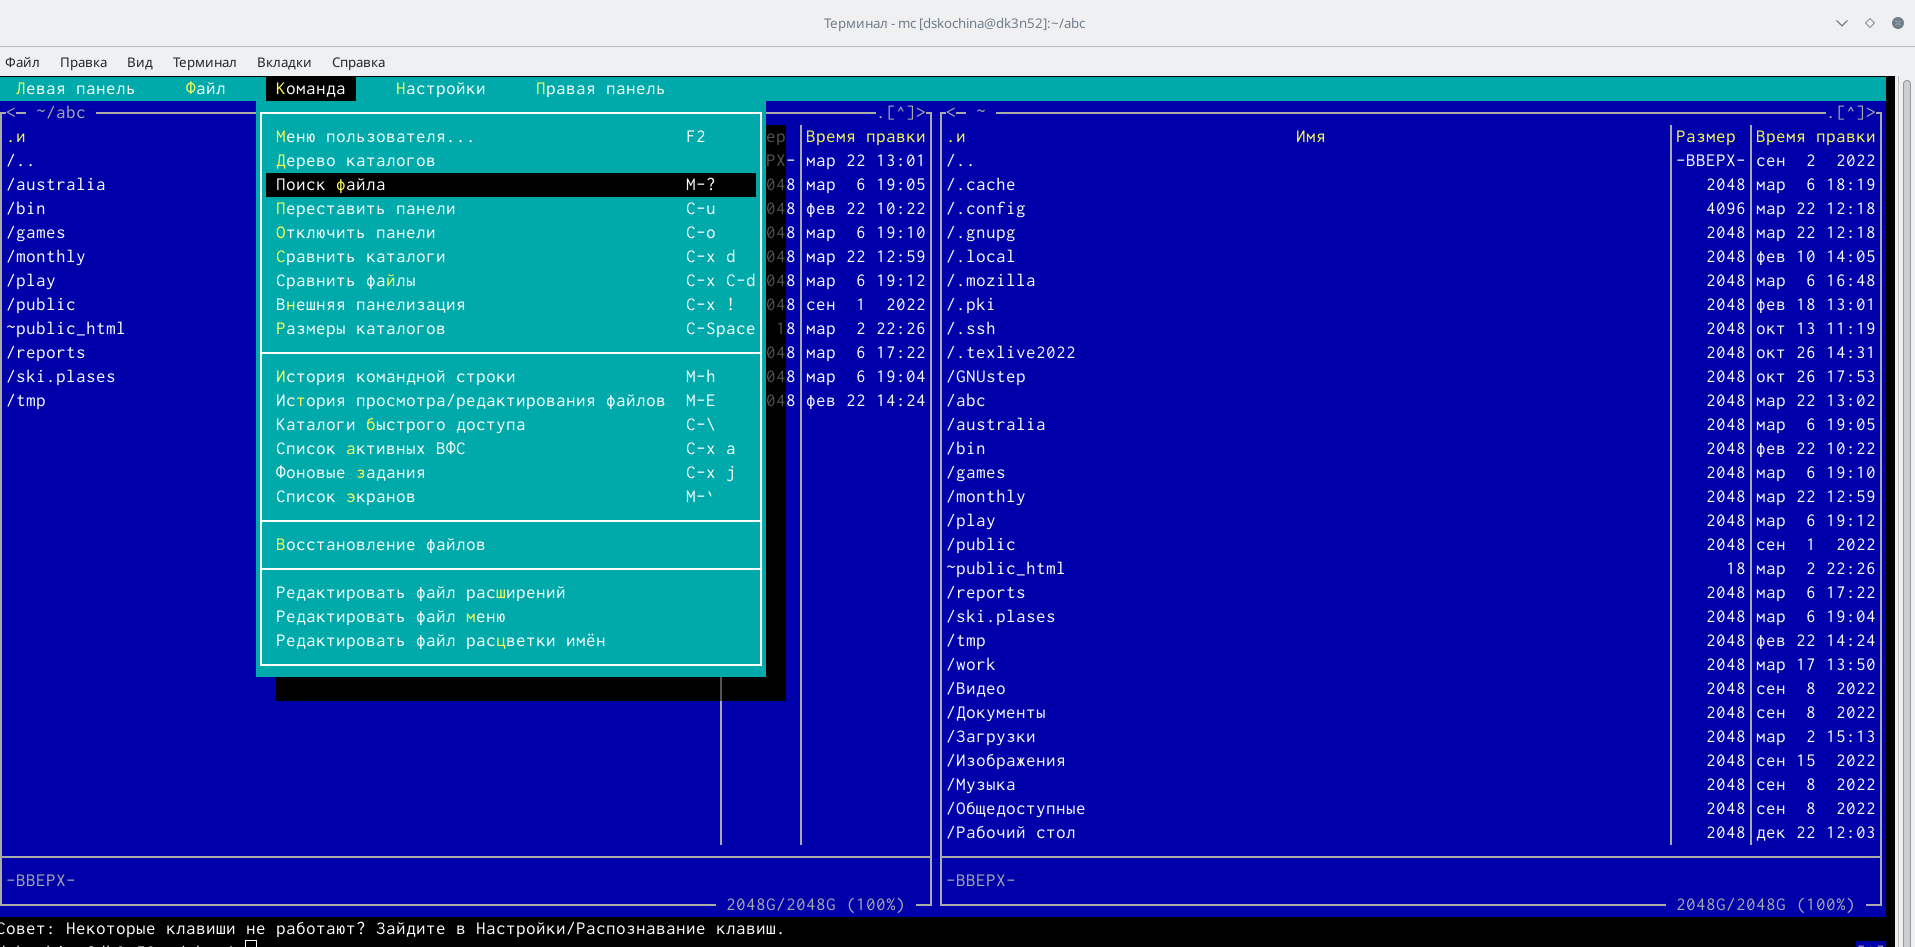 Терминал - mc [dskochina@dk3n52]:~/abc
Файл Правка Вид Терминал Вкладки Справка
Левая панель Файл Команда Настройки Правая панель
<─ ~/abc .[^]>
.и ер Время правки
/.. РХ- мар 22 13:01
/australia 048 мар 6 19:05
/bin 048 фев 22 10:22
/games 048 мар 6 19:10
/monthly 048 мар 22 12:59
/play 048 мар 6 19:12
/public 048 сен 1 2022
~public_html 18 мар 2 22:26
/reports 048 мар 6 17:22
/ski.plases 048 мар 6 19:04
/tmp 048 фев 22 14:24
Меню пользователя... F2
Дерево каталогов
Поиск файла M-?
Переставить панели C-u
Отключить панели C-o
Сравнить каталоги C-x d
Сравнить файлы C-x C-d
Внешняя панелизация C-x !
Размеры каталогов C-Space
История командной строки M-h
История просмотра/редактирования файлов M-E
Каталоги быстрого доступа C-\
Список активных ВФС C-x a
Фоновые задания C-x j
Список экранов M-`
Восстановление файлов
Редактировать файл расширений
Редактировать файл меню
Редактировать файл расцветки имён
-ВВЕРХ-
2048G/2048G (100%)
<─ ~ .[^]>
.и Имя Размер Время правки
/.. -ВВЕРХ- сен 2 2022
/.cache 2048 мар 6 18:19
/.config 4096 мар 22 12:18
/.gnupg 2048 мар 22 12:18
/.local 2048 фев 10 14:05
/.mozilla 2048 мар 6 16:48
/.pki 2048 фев 18 13:01
/.ssh 2048 окт 13 11:19
/.texlive2022 2048 окт 26 14:31
/GNUstep 2048 окт 26 17:53
/abc 2048 мар 22 13:02
/australia 2048 мар 6 19:05
/bin 2048 фев 22 10:22
/games 2048 мар 6 19:10
/monthly 2048 мар 22 12:59
/play 2048 мар 6 19:12
/public 2048 сен 1 2022
~public_html 18 мар 2 22:26
/reports 2048 мар 6 17:22
/ski.plases 2048 мар 6 19:04
/tmp 2048 фев 22 14:24
/work 2048 мар 17 13:50
/Видео 2048 сен 8 2022
/Документы 2048 сен 8 2022
/Загрузки 2048 мар 2 15:13
/Изображения 2048 сен 15 2022
/Музыка 2048 сен 8 2022
/Общедоступные 2048 сен 8 2022
/Рабочий стол 2048 дек 22 12:03
-ВВЕРХ-
2048G/2048G (100%)
Совет: Некоторые клавиши не работают? Зайдите в Настройки/Распознавание клавиш.